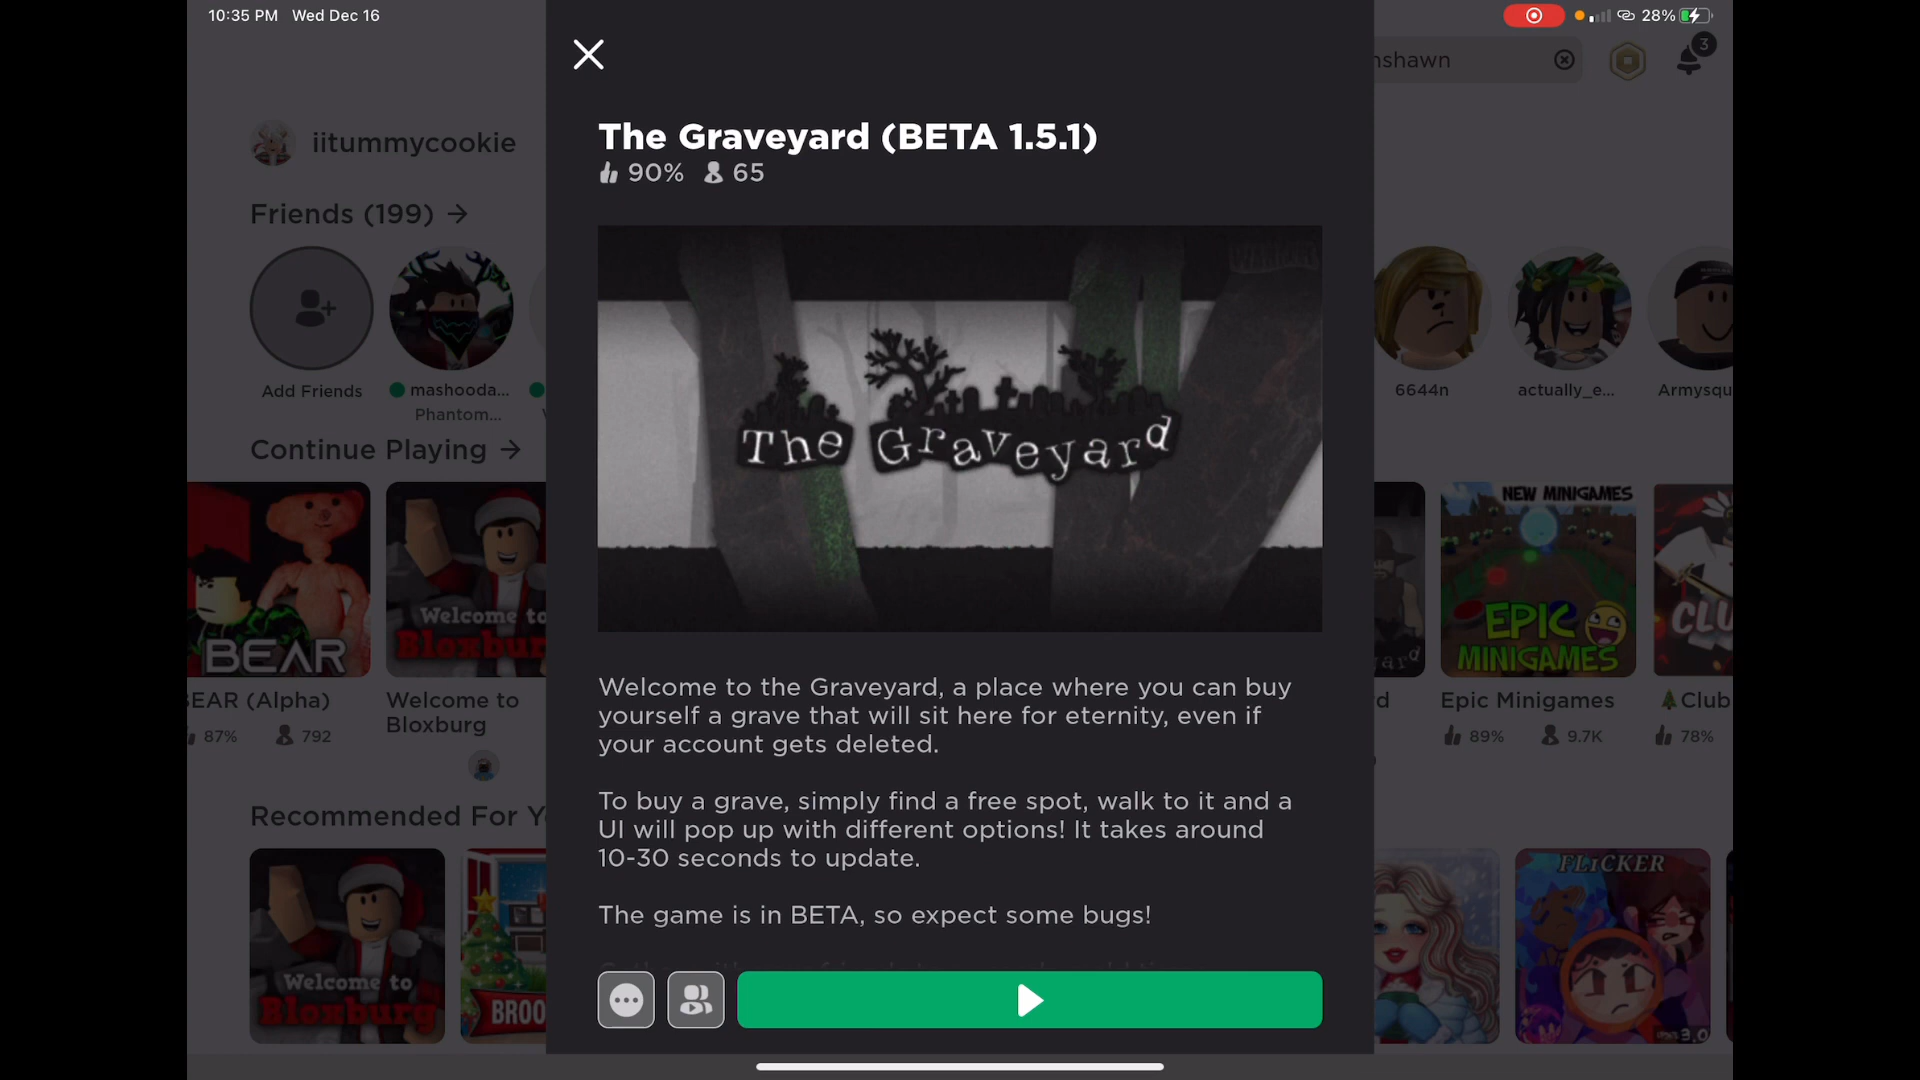 10:35 PM Wed Dec 16
28%
nshawn
3
The Graveyard (BETA 1.5.1)
90% 65
iitummycookie
Friends (199) →
The Graveyard
Add Friends
mashooda...
Phantom...
6644n
actually_e...
Armysqu
Continue Playing →
BEAR
Welcome to
Bloxbur
NEW MINIGAMES
EPIC
MINIGAMES
CLU
EAR (Alpha)
87% 792
Welcome to
Bloxburg
d
Epic Minigames
89% 9.7K
Club
78%
Welcome to the Graveyard, a place where you can buy
yourself a grave that will sit here for eternity, even if
your account gets deleted.
To buy a grave, simply find a free spot, walk to it and a
UI will pop up with different options! It takes around
10-30 seconds to update.
The game is in BETA, so expect some bugs!
Recommended For Y
Welcome to
Bloxburg
BROO
FLiCKER
3.0